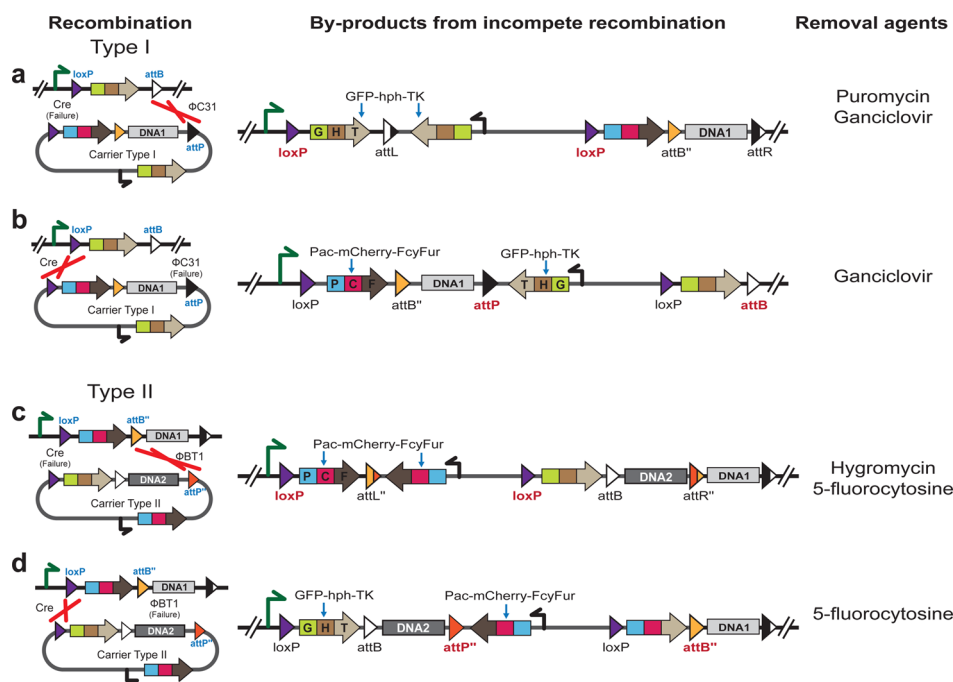 Recombination
By-products from incompete recombination
Removal agents
Type I
a
loxP
attB
Cre
(Failure)
ΦC31
DNA1
attP
Carrier Type I
GFP-hph-TK
G H T
loxP
attL
loxP
attB"
DNA1
attR
Puromycin
Ganciclovir
b
loxP
attB
Cre
ΦC31
(Failure)
DNA1
attP
Carrier Type I
Pac-mCherry-FcyFur
GFP-hph-TK
P C F
DNA1
T H G
loxP
attB"
attP
loxP
attB
Ganciclovir
Type II
c
loxP
attB"
DNA1
Cre
(Failure)
ΦBT1
DNA2
attP"
Carrier Type II
Pac-mCherry-FcyFur
P C F
DNA2
DNA1
loxP
attL"
loxP
attB
attR"
Hygromycin
5-fluorocytosine
d
loxP
attB"
DNA1
Cre
ΦBT1
(Failure)
DNA2
attP"
Carrier Type II
GFP-hph-TK
Pac-mCherry-FcyFur
G H T
DNA2
DNA1
loxP
attB
attP"
loxP
attB"
5-fluorocytosine